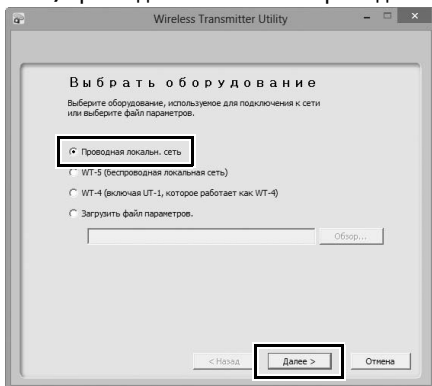 Wireless Transmitter Utility
Выбрать оборудование
Выберите оборудование, используемое для подключения к сети
или выберите файл параметров.
Проводная локальн. сеть
WT-5 (беспроводная локальная сеть)
WT-4 (включая UT-1, которое работает как WT-4)
Загрузить файл параметров.
Обзор...
< Назад
Далее >
Отмена